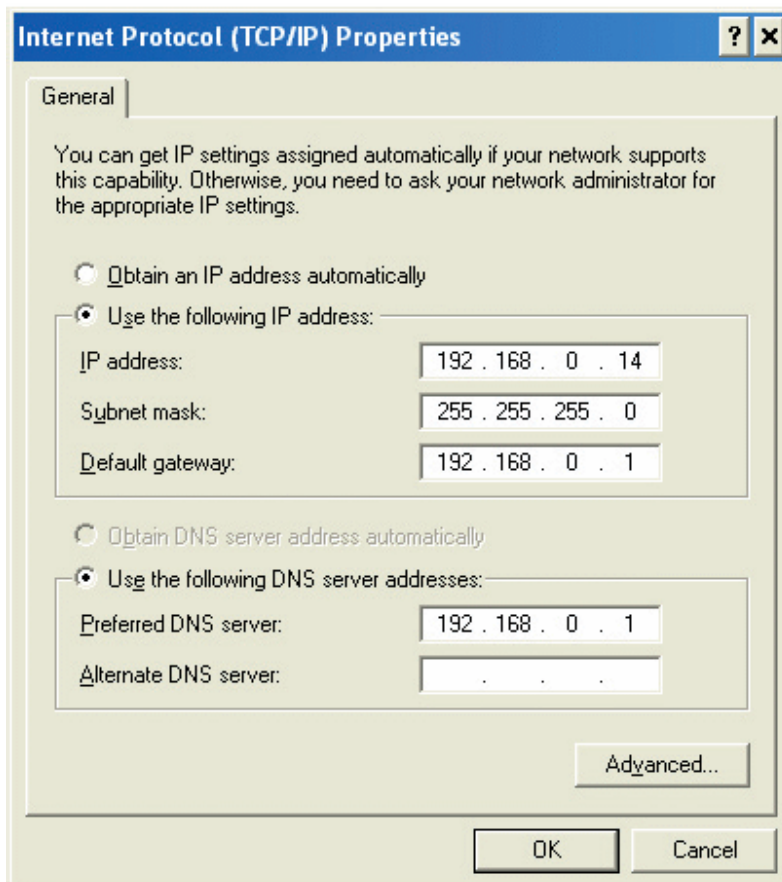 Internet Protocol (TCP/IP) Properties
General
You can get IP settings assigned automatically if your network supports
this capability. Otherwise, you need to ask your network administrator for
the appropriate IP settings.
Obtain an IP address automatically
Use the following IP address:
IP address: 192 . 168 . 0 . 14
Subnet mask: 255 . 255 . 255 . 0
Default gateway: 192 . 168 . 0 . 1
Obtain DNS server address automatically
Use the following DNS server addresses:
Preferred DNS server: 192 . 168 . 0 . 1
Alternate DNS server: . . .
Advanced...
OK Cancel